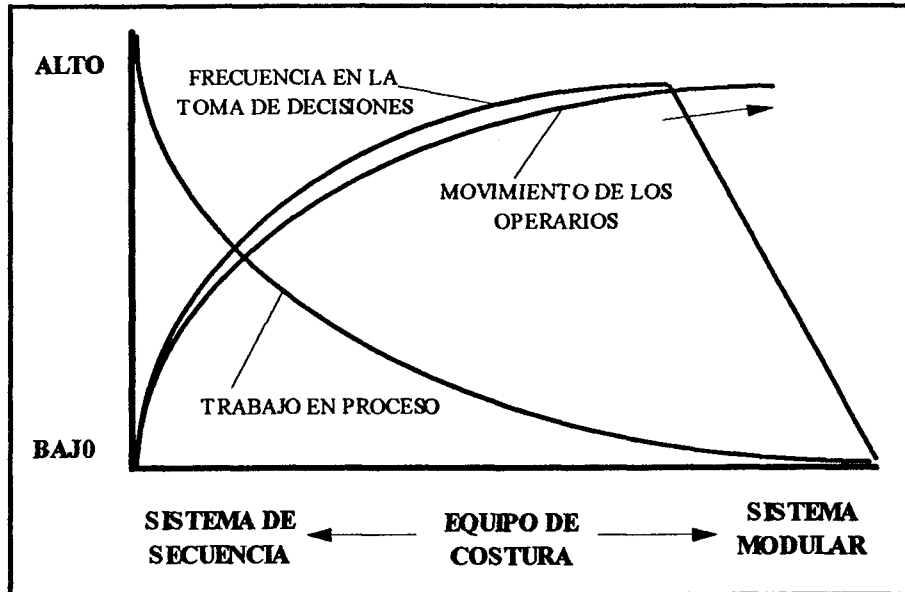 ALTO
FRECUENCIA EN LA
TOMA DE DECISIONES
MOVIMIENTO DE LOS
OPERARIOS
TRABAJO EN PROCESO
BAJ0
SISTEMA DE
SECUENCIA
EQUIPO DE
COSTURA
SISTEMA
MODULAR